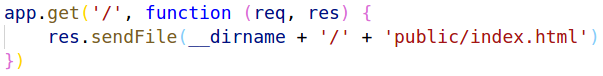 app.get('/', function (req, res) {
    res.sendFile(__dirname + '/' + 'public/index.html')
})